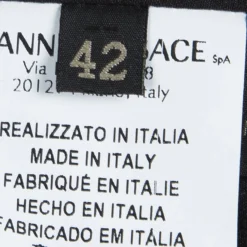 ANN ACE SpA
Via 8
42
2012 Italy
REALIZZATO IN ITALIA
MADE IN ITALY
FABRIQUÉ EN ITALIE
HECHO EN ITALIA
FABRICADO EM ITÁLIA